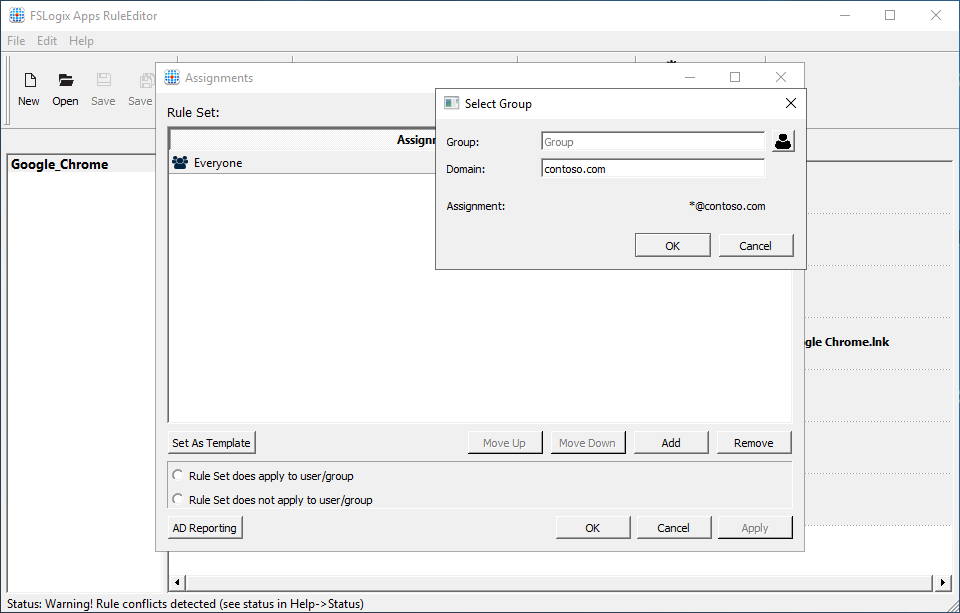 FSLogix Apps RuleEditor
File Edit Help
New Open Save Save
Google_Chrome
Assignments
Rule Set:
Everyone
Select Group
Group: Group
Domain: contoso.com
Assignment: *@contoso.com
OK Cancel
gle Chrome.lnk
Set As Template Move Up Move Down Add Remove
Rule Set does apply to user/group
Rule Set does not apply to user/group
AD Reporting OK Cancel Apply
Status: Warning! Rule conflicts detected (see status in Help->Status)